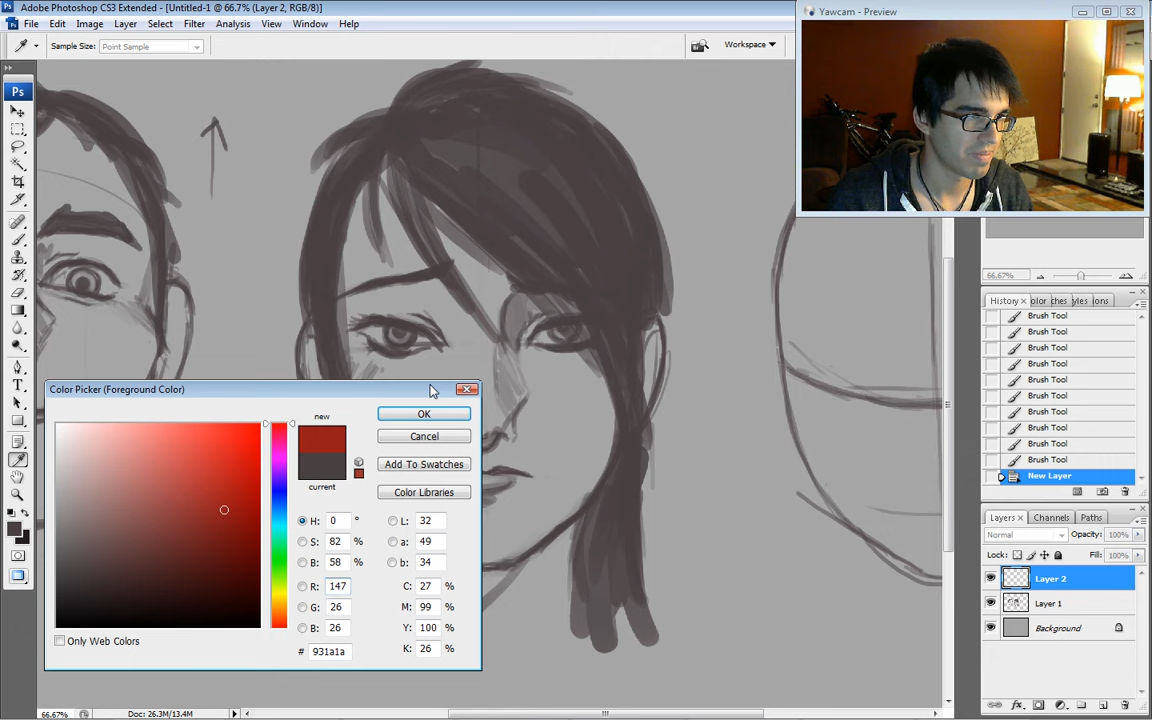 Adobe Photoshop CS3 Extended - [Untitled-1 @ 66.7% (Layer 2, RGB/8)]
File Edit Image Layer Select Filter Analysis View Window Help
Sample Size: Point Sample
Workspace
Yawcam - Preview
Ps
Color Picker (Foreground Color)
new
current
OK
Cancel
Add To Swatches
Color Libraries
H: 0 °
S: 82 %
B: 58 %
R: 147
G: 26
B: 26
L: 32
a: 49
b: 34
C: 27 %
M: 99 %
Y: 100 %
K: 26 %
# 931a1a
Only Web Colors
66.67%
History olor ches tyles ions
Brush Tool
Brush Tool
Brush Tool
Brush Tool
Brush Tool
Brush Tool
Brush Tool
Brush Tool
Brush Tool
Brush Tool
New Layer
Layers Channels Paths
Normal Opacity: 100%
Lock: Fill: 100%
Layer 2
Layer 1
Background
66.67% Doc: 26.3M/13.4M